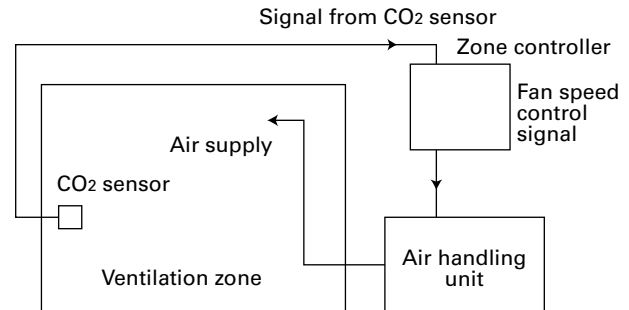 Signal from CO2 sensor
Zone controller
Fan speed
control
signal
Air supply
CO2 sensor
Ventilation zone
Air handling
unit